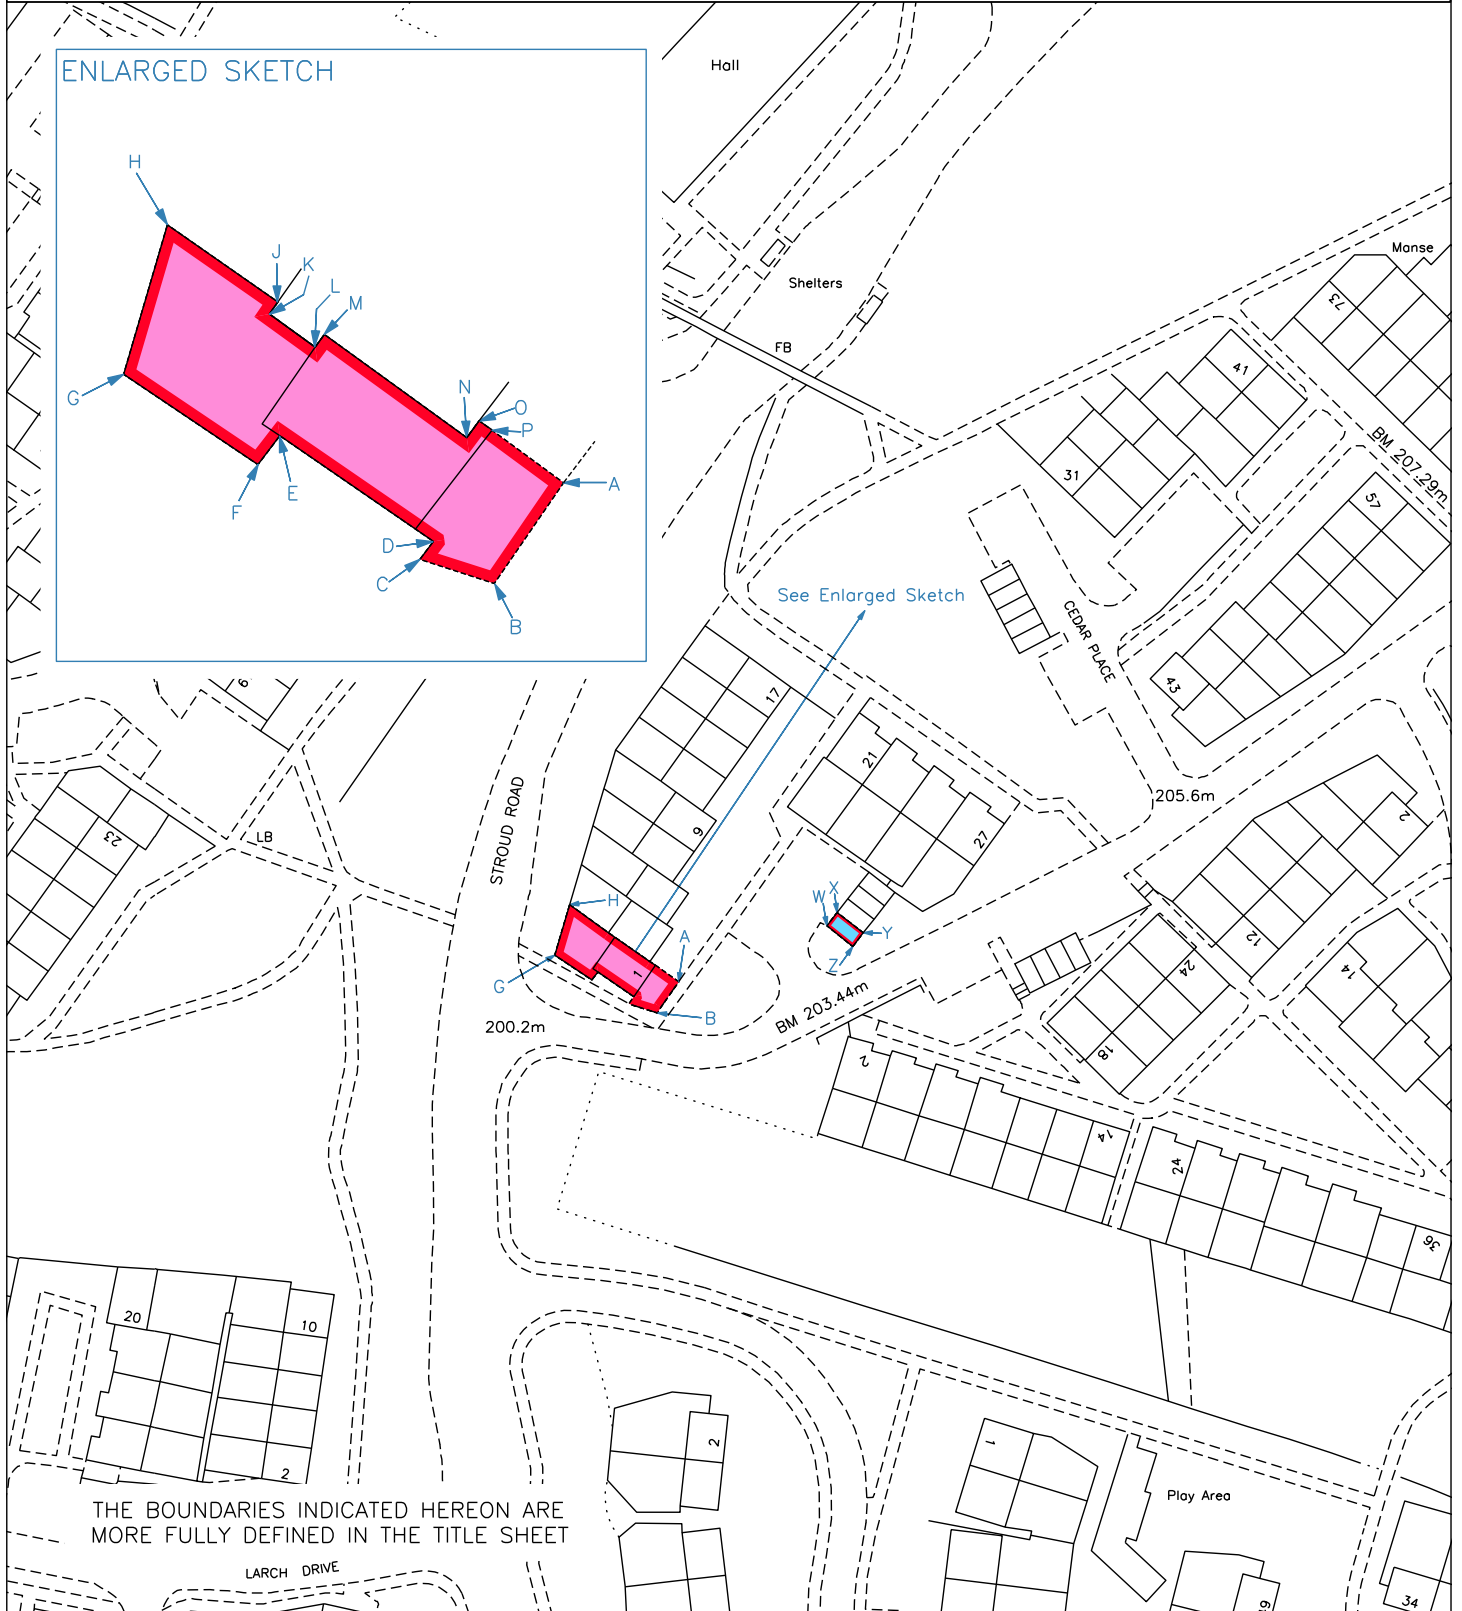 ENLARGED SKETCH
H
J
K
L
M
N
O
P
A
G
F
E
D
C
B
Hall
Shelters
FB
Manse
73
41
31
BM 207.29m
57
43
CEDAR PLACE
See Enlarged Sketch
17
21
27
9
1
205.6m
2
STROUD ROAD
LB
23
H
A
G
B
W
X
Y
Z
200.2m
BM 203.44m
24
12
14
18
2
14
24
36
20
10
2
2
1
Play Area
34
THE BOUNDARIES INDICATED HEREON ARE
MORE FULLY DEFINED IN THE TITLE SHEET
LARCH DRIVE